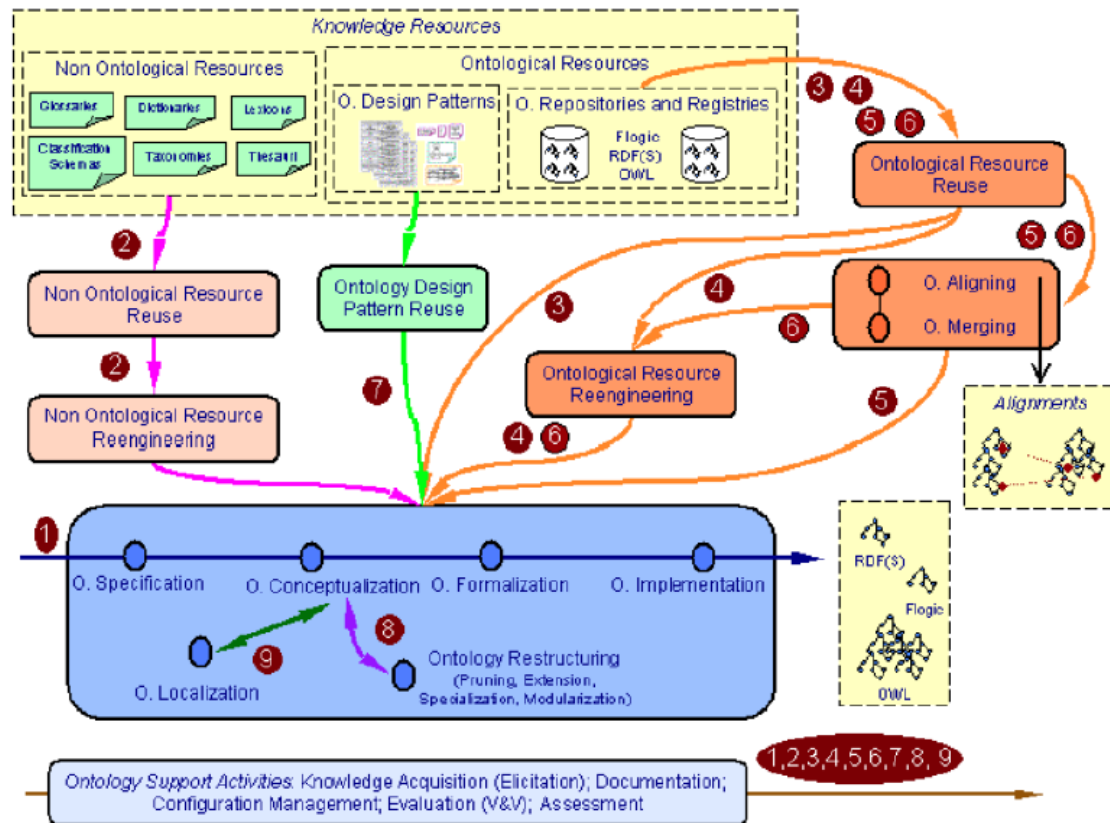 Knowledge Resources
Non Ontological Resources
Glossaries
Dictionaries
Lexicons
Classification
Schemas
Taxonomies
Thesauri
Ontological Resources
O. Design Patterns
O. Repositories and Registries
Flogic
RDF(S)
OWL
3 4
5 6
Ontological Resource
Reuse
5 6
2
Non Ontological Resource
Reuse
Ontology Design
Pattern Reuse
3
4
O. Aligning
O. Merging
6
2
7
Ontological Resource
Reengineering
5
Non Ontological Resource
Reengineering
4 6
Alignments
1
O. Specification
O. Conceptualization
O. Formalization
O. Implementation
RDF(S)
Flogic
OWL
9
8
O. Localization
Ontology Restructuring
(Pruning, Extension,
Specialization, Modularization)
1,2,3,4,5,6,7,8, 9
Ontology Support Activities: Knowledge Acquisition (Elicitation); Documentation;
Configuration Management; Evaluation (V&V); Assessment